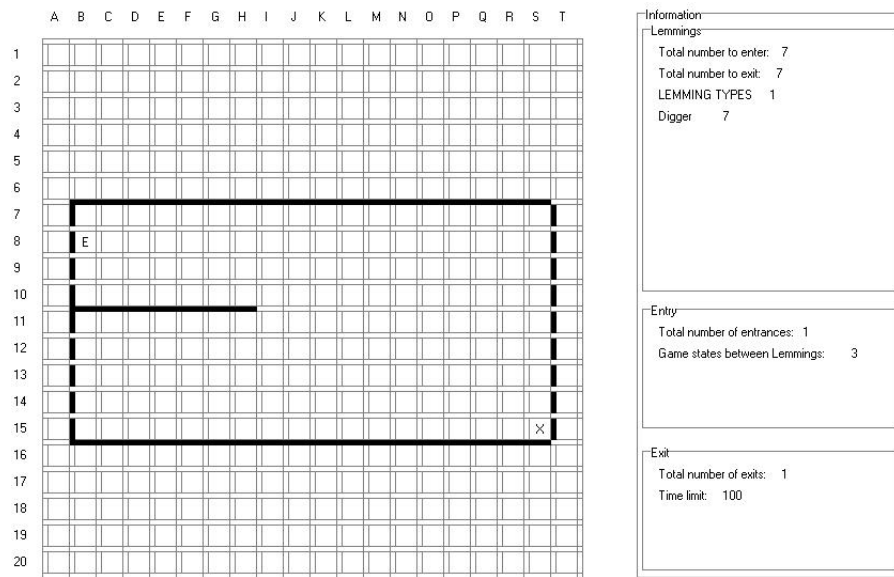 A B C D E F G H I J K L M N O P Q R S T
1
2
3
4
5
6
7
8 E
9
10
11
12
13
14
15 X
16
17
18
19
20
Information
Lemmings
Total number to enter: 7
Total number to exit: 7
LEMMING TYPES 1
Digger 7
Entry
Total number of entrances: 1
Game states between Lemmings: 3
Exit
Total number of exits: 1
Time limit: 100